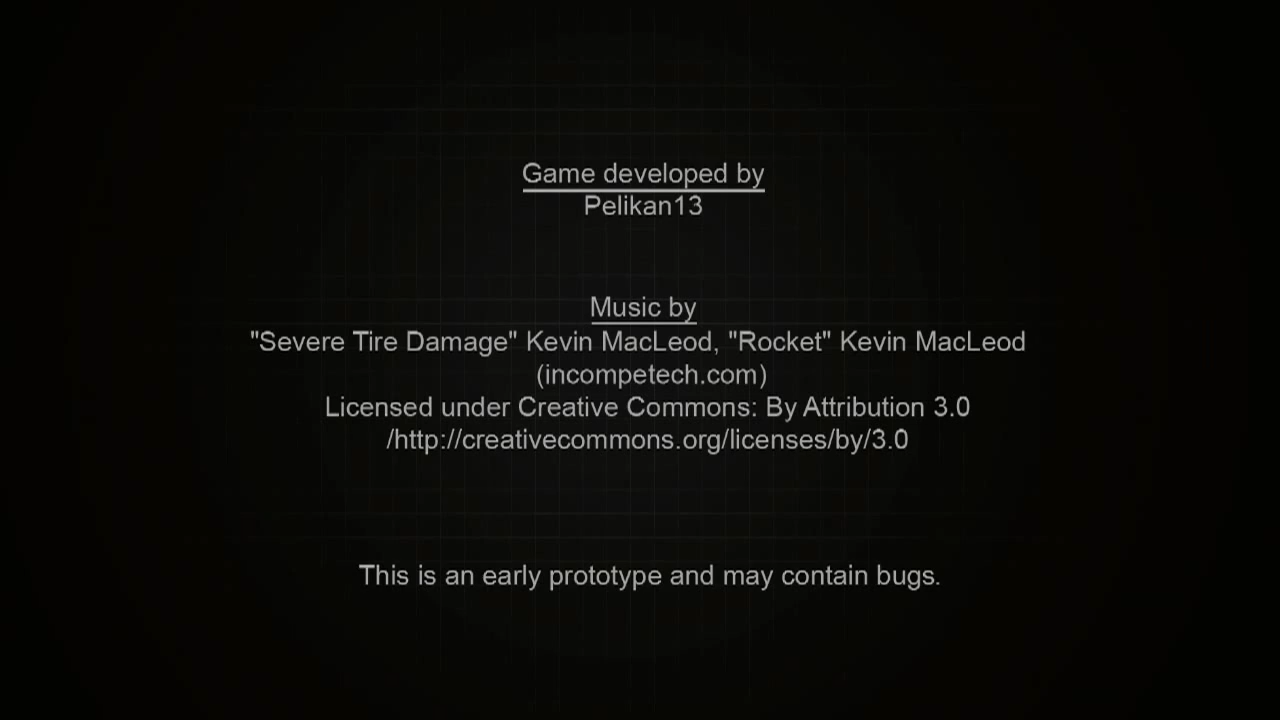 Game developed by
Pelikan13
Music by
"Severe Tire Damage" Kevin MacLeod, "Rocket" Kevin MacLeod
(incompetech.com)
Licensed under Creative Commons: By Attribution 3.0
/http://creativecommons.org/licenses/by/3.0
This is an early prototype and may contain bugs.